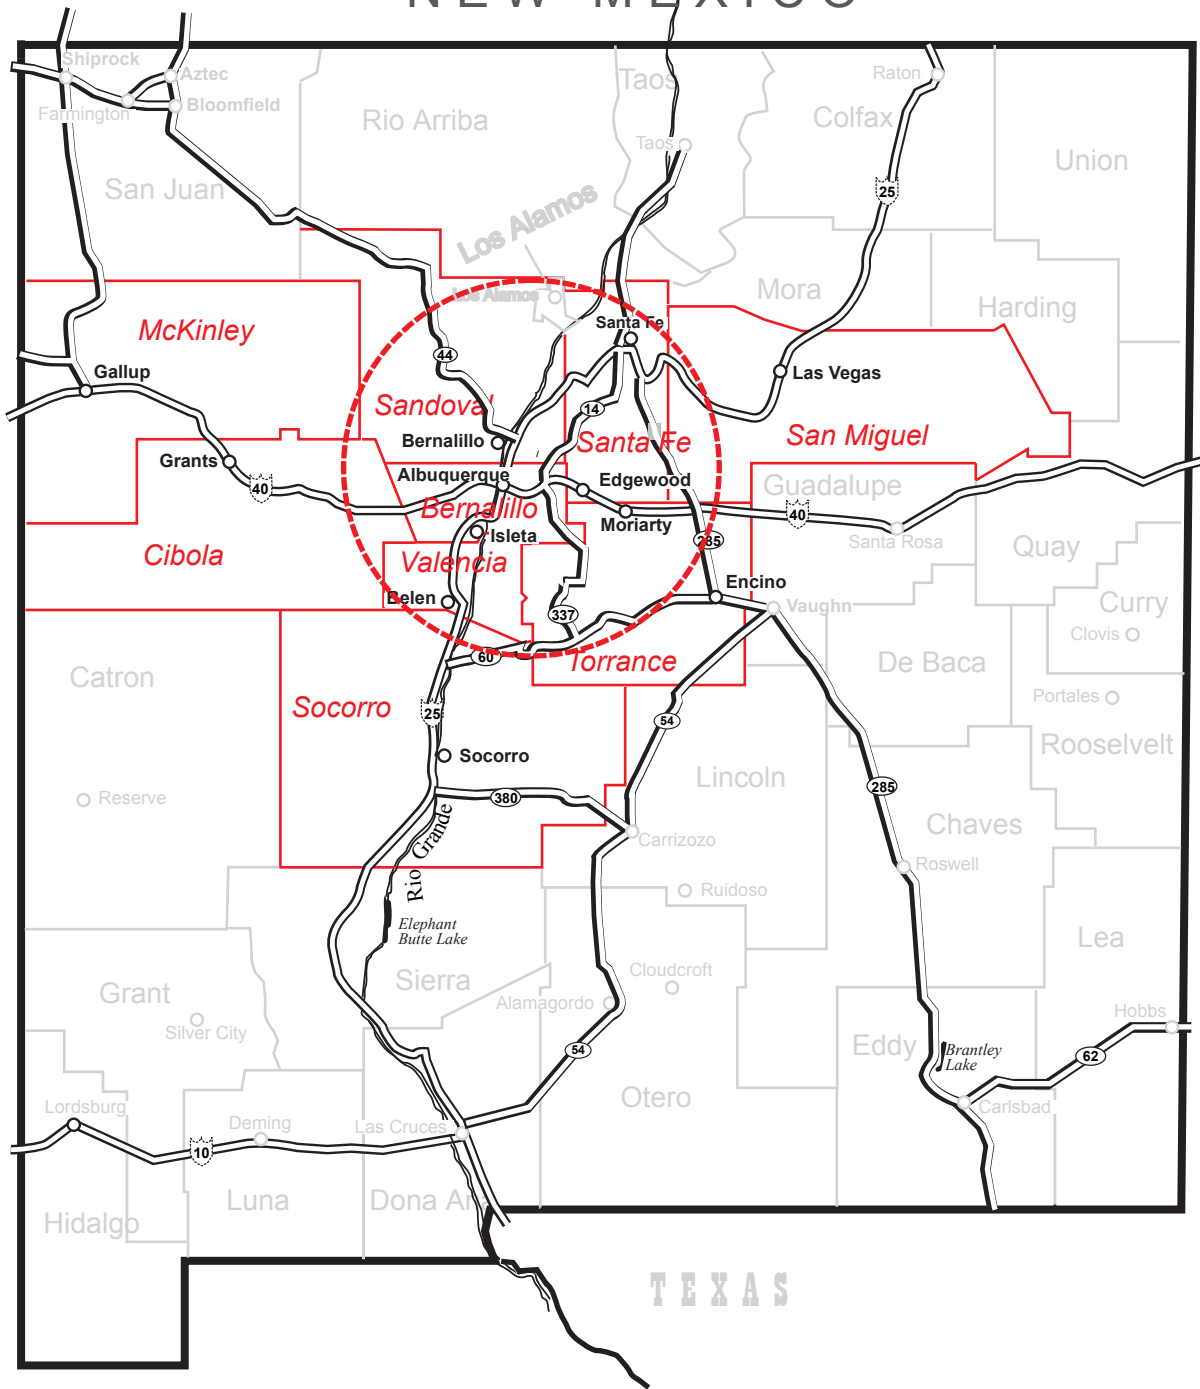 NEW MEXICO
Shiprock
Aztec
Farmington
Bloomfield
Rio Arriba
Taos
Raton
Colfax
Taos
Union
San Juan
25
Los Alamos
Los Alamos
Mora
Harding
McKinley
Santa Fe
44
Gallup
Las Vegas
Sandoval
14
Bernalillo
Santa Fe
San Miguel
Grants
Albuquerque
Edgewood
40
Guadalupe
Bernalillo
Moriarty
40
Isleta
285
Santa Rosa
Quay
Cibola
Valencia
Encino
Belen
337
Vaughn
Curry
Clovis
60
Torrance
De Baca
Catron
Portales
Socorro
25
54
Rooselvelt
Socorro
Lincoln
285
Reserve
380
Chaves
Rio Grande
Carrizozo
Roswell
Ruidoso
Elephant
Butte Lake
Lea
Sierra
Cloudcroft
Grant
Alamagordo
Silver City
Hobbs
54
Eddy
Brantley
Lake
62
Otero
Lordsburg
Deming
Las Cruces
Carlsbad
10
Luna
Dona Ana
Hidalgo
TEXAS